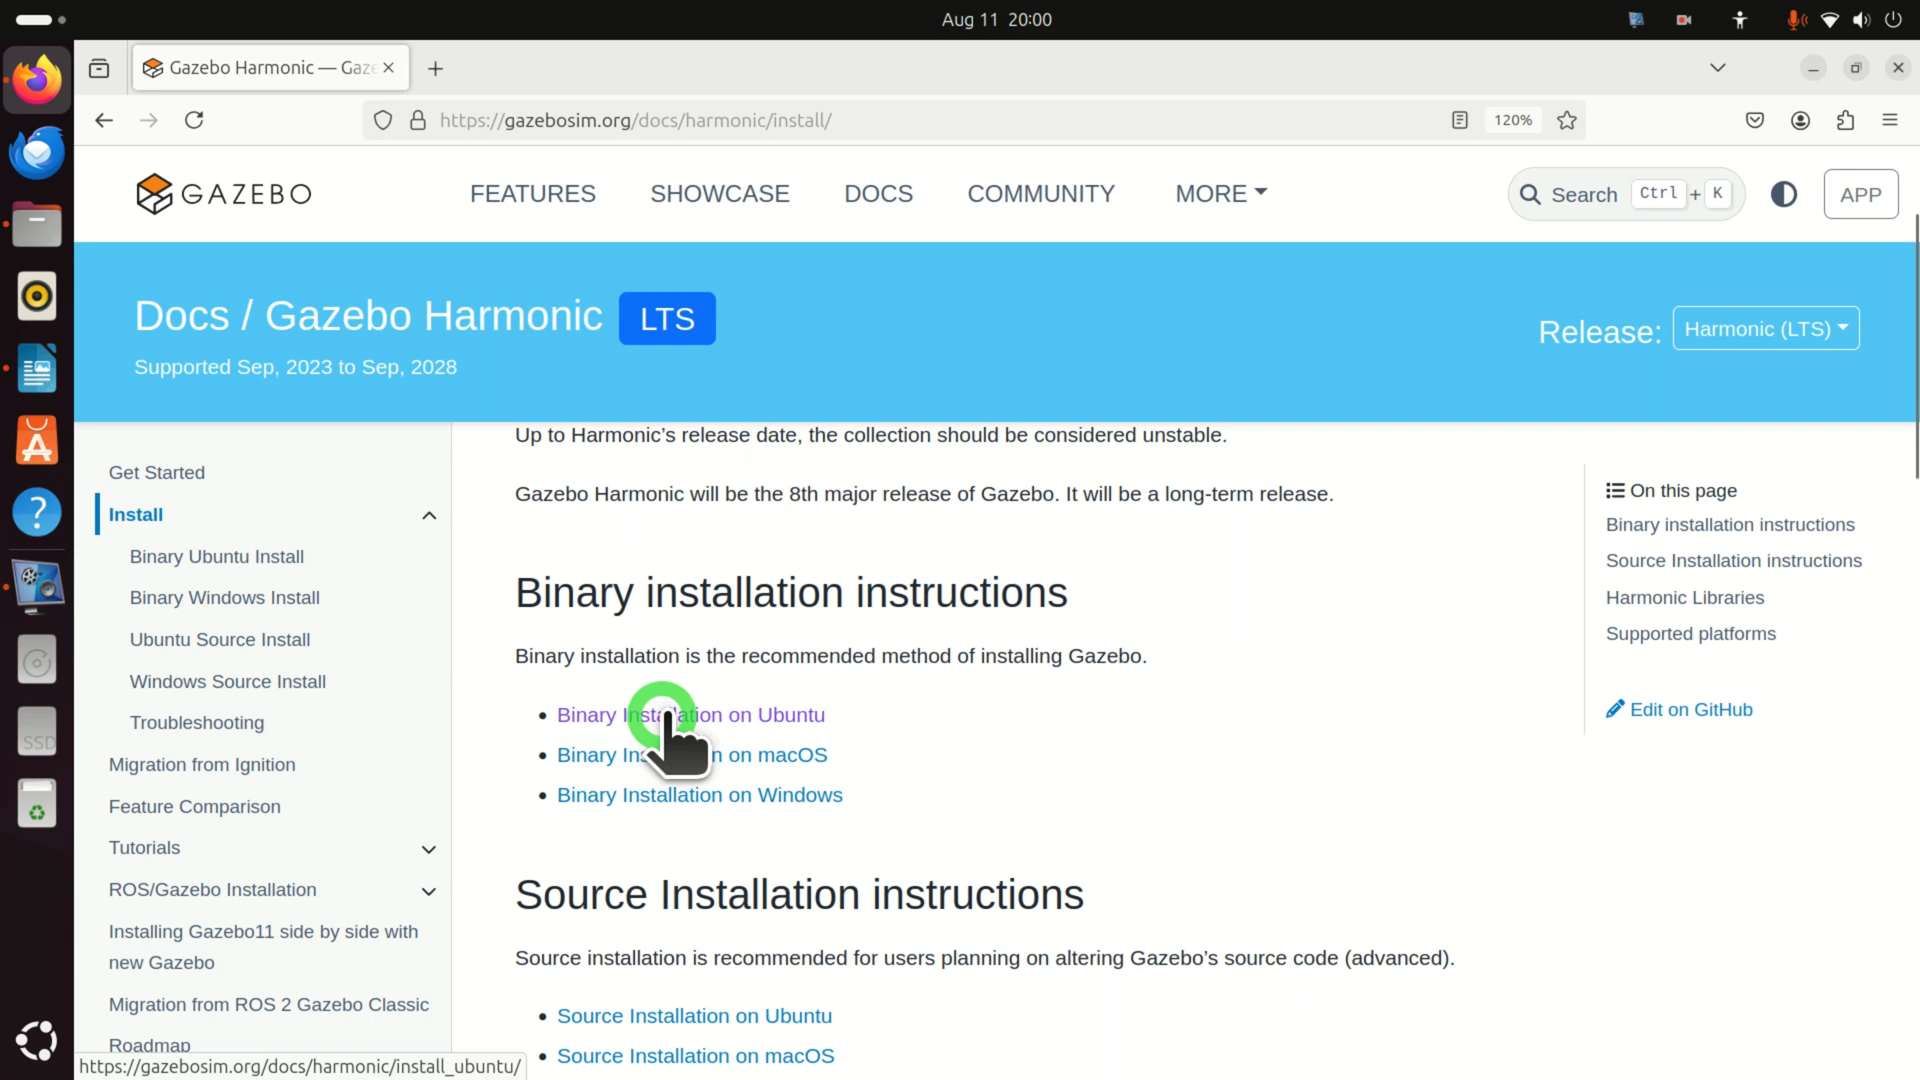 Aug 11 20:00
Gazebo Harmonic — Gaze
https://gazebosim.org/docs/harmonic/install/
120%
GAZEBO
FEATURES
SHOWCASE
DOCS
COMMUNITY
MORE
Search Ctrl + K
APP
Docs / Gazebo Harmonic LTS
Supported Sep, 2023 to Sep, 2028
Release: Harmonic (LTS)
Get Started
Install
Binary Ubuntu Install
Binary Windows Install
Ubuntu Source Install
Windows Source Install
Troubleshooting
Migration from Ignition
Feature Comparison
Tutorials
ROS/Gazebo Installation
Installing Gazebo11 side by side with
new Gazebo
Migration from ROS 2 Gazebo Classic
Roadmap
Up to Harmonic’s release date, the collection should be considered unstable.
Gazebo Harmonic will be the 8th major release of Gazebo. It will be a long-term release.
Binary installation instructions
Binary installation is the recommended method of installing Gazebo.
Binary Installation on Ubuntu
Binary Installation on macOS
Binary Installation on Windows
Source Installation instructions
Source installation is recommended for users planning on altering Gazebo’s source code (advanced).
Source Installation on Ubuntu
Source Installation on macOS
On this page
Binary installation instructions
Source Installation instructions
Harmonic Libraries
Supported platforms
Edit on GitHub
SSD
https://gazebosim.org/docs/harmonic/install_ubuntu/